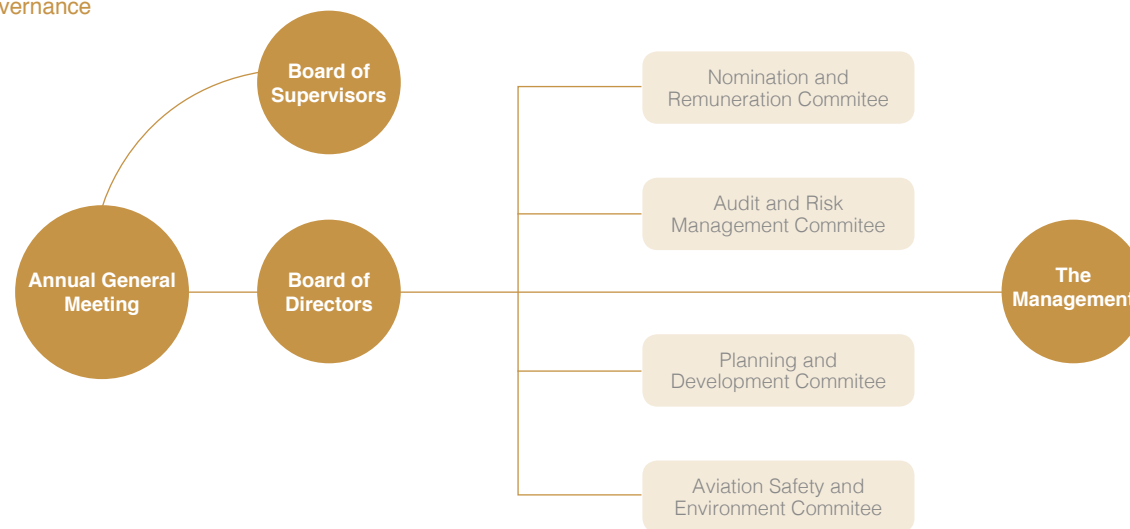 vernance
Board of
Supervisors
Nomination and
Remuneration Commitee
Audit and Risk
Management Commitee
Annual General
Meeting
Board of
Directors
The
Management
Planning and
Development Commitee
Aviation Safety and
Environment Commitee